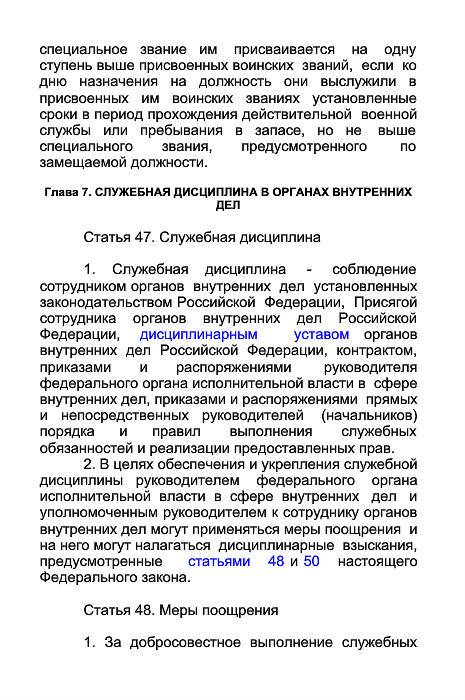 специальное звание им присваивается на одну
ступень выше присвоенных воинских званий, если ко
дню назначения на должность они выслужили в
присвоенных им воинских званиях установленные
сроки в период прохождения действительной военной
службы или пребывания в запасе, но не выше
специального звания, предусмотренного по
замещаемой должности.
Глава 7. СЛУЖЕБНАЯ ДИСЦИПЛИНА В ОРГАНАХ ВНУТРЕННИХ
ДЕЛ
Статья 47. Служебная дисциплина
1. Служебная дисциплина - соблюдение
сотрудником органов внутренних дел установленных
законодательством Российской Федерации, Присягой
сотрудника органов внутренних дел Российской
Федерации, дисциплинарным уставом органов
внутренних дел Российской Федерации, контрактом,
приказами и распоряжениями руководителя
федерального органа исполнительной власти в сфере
внутренних дел, приказами и распоряжениями прямых
и непосредственных руководителей (начальников)
порядка и правил выполнения служебных
обязанностей и реализации предоставленных прав.
2. В целях обеспечения и укрепления служебной
дисциплины руководителем федерального органа
исполнительной власти в сфере внутренних дел и
уполномоченным руководителем к сотруднику органов
внутренних дел могут применяться меры поощрения и
на него могут налагаться дисциплинарные взыскания,
предусмотренные статьями 48 и 50 настоящего
Федерального закона.
Статья 48. Меры поощрения
1. За добросовестное выполнение служебных